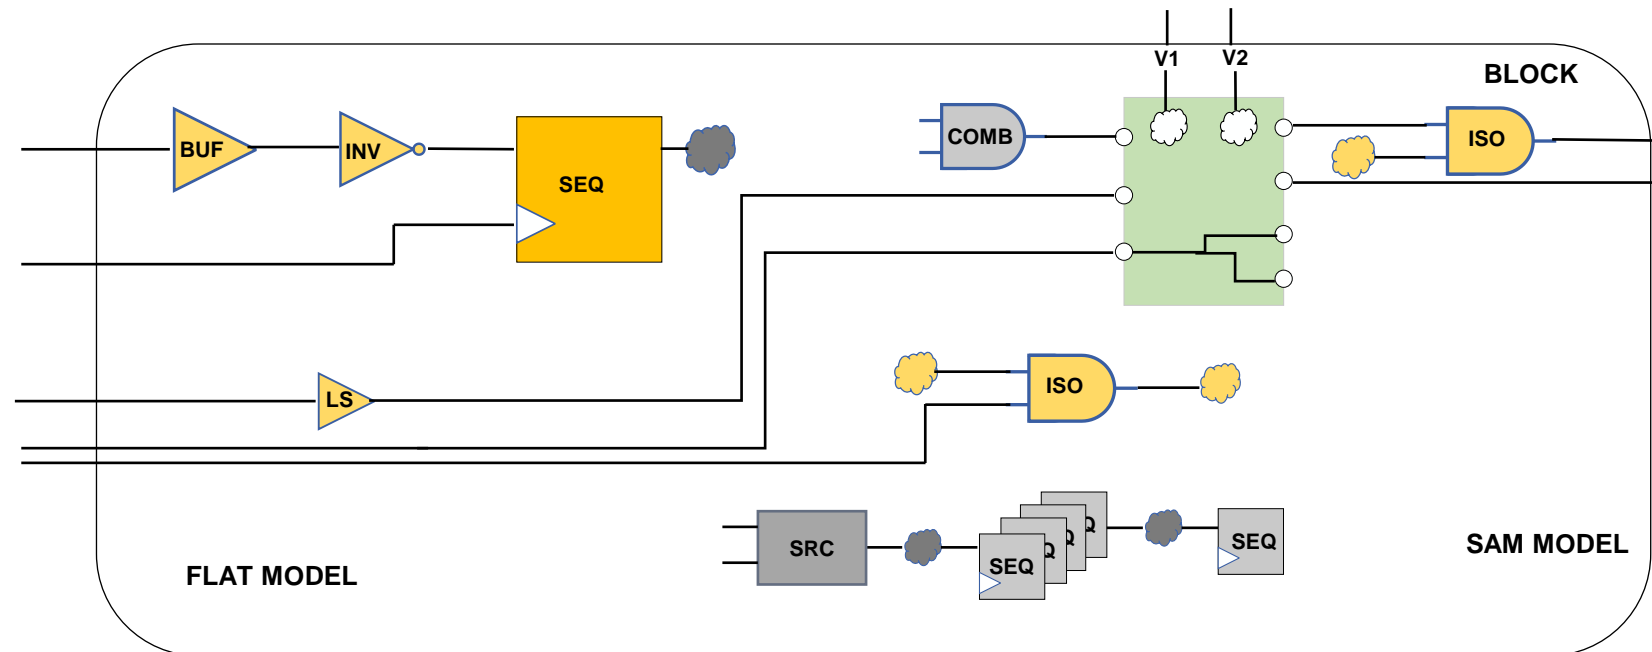 V1
V2
BLOCK
BUF
INV
SEQ
COMB
ISO
LS
ISO
SRC
SEQ
Q
Q
Q
SEQ
FLAT MODEL
SAM MODEL